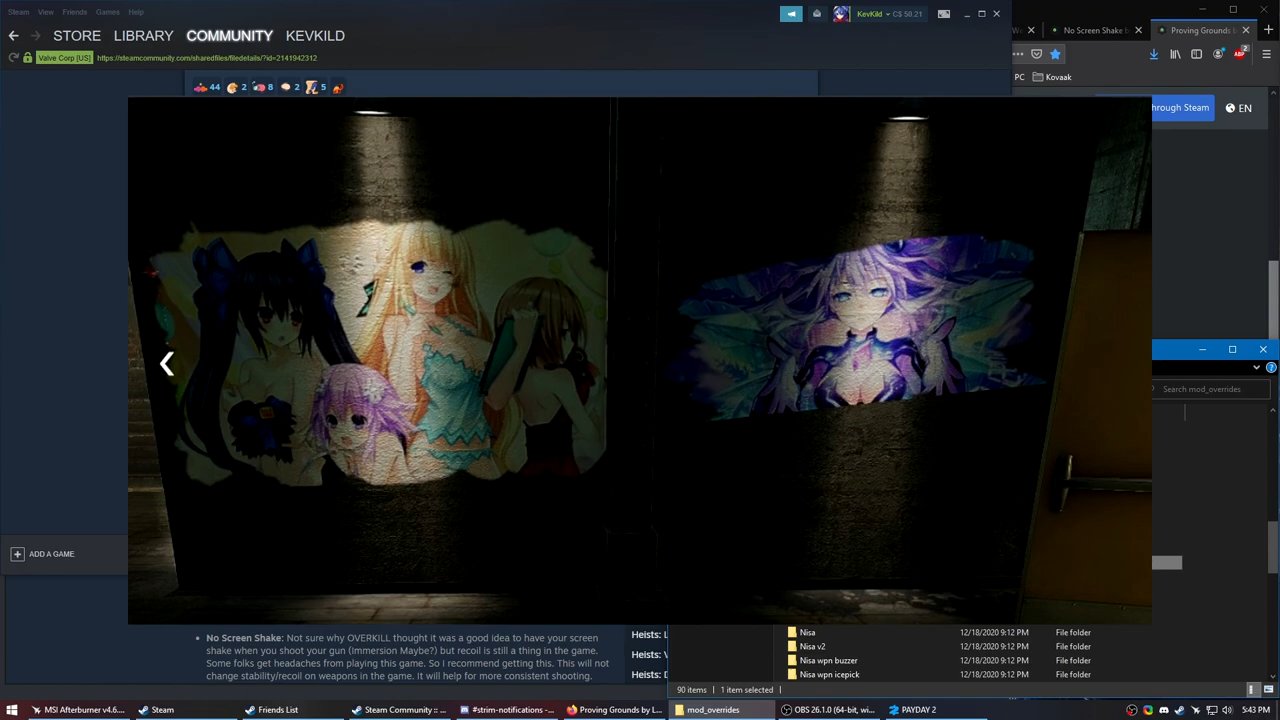 Steam View Friends Games Help
KevKild C$ 50.21
STORE LIBRARY COMMUNITY KEVKILD
Valve Corp [US] https://steamcommunity.com/sharedfiles/filedetails/?id=2141942312
No Screen Shake b
Proving Grounds b
PC Kovaak
44 2 8 2 5
through Steam EN
Search mod_overrides
ADD A GAME
No Screen Shake: Not sure why OVERKILL thought it was a good idea to have your screen
shake when you shoot your gun (Immersion Maybe?) but recoil is still a thing in the game.
Some folks get headaches from playing this game. So I recommend getting this. This will not
change stability/recoil on weapons in the game. It will help for more consistent shooting.
Heists: L
Heists: V
Heists: D
Nisa 12/18/2020 9:12 PM File folder
Nisa v2 12/18/2020 9:12 PM File folder
Nisa wpn buzzer 12/18/2020 9:12 PM File folder
Nisa wpn icepick 12/18/2020 9:12 PM File folder
90 items 1 item selected
MSI Afterburner v4.6...
Steam
Friends List
Steam Community :: ...
#strim-notifications - ...
Proving Grounds by L...
mod_overrides
OBS 26.1.0 (64-bit, wi...
PAYDAY 2
5:43 PM